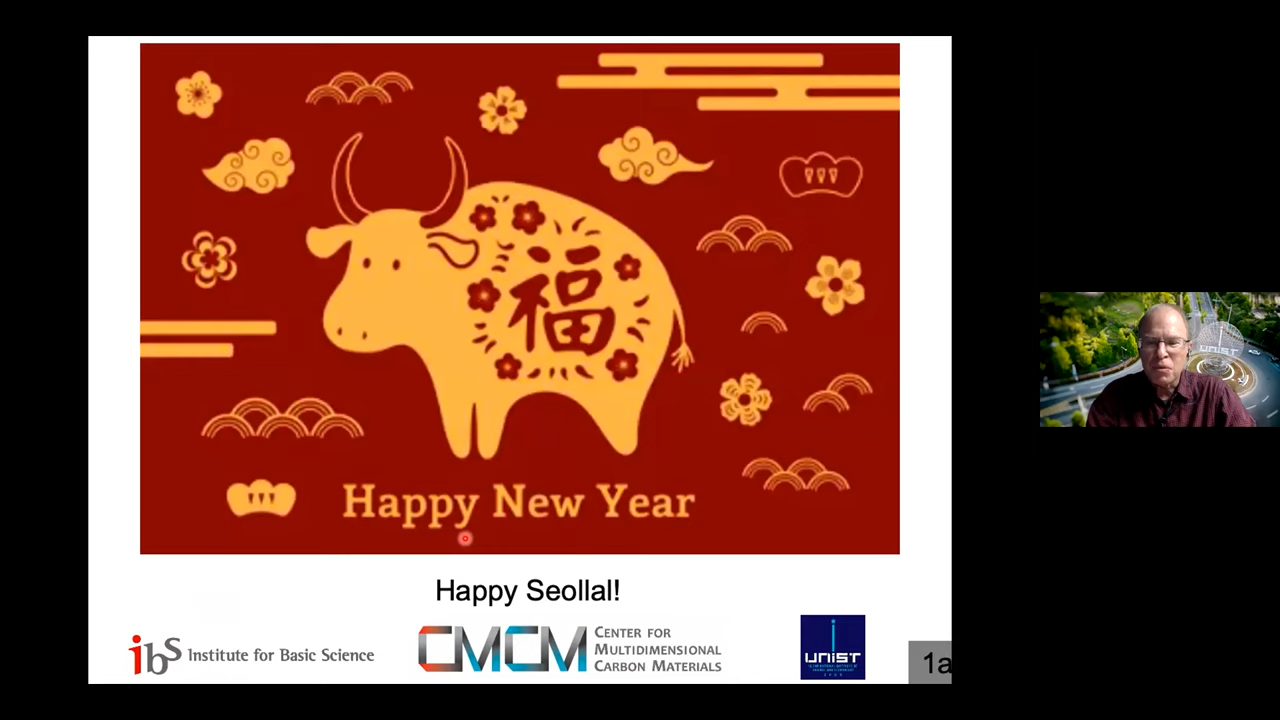 福
Happy New Year
Happy Seollal!
ibs Institute for Basic Science
CMCM
CENTER FOR
MULTIDIMENSIONAL
CARBON MATERIALS
UNIST
1a
UNIST